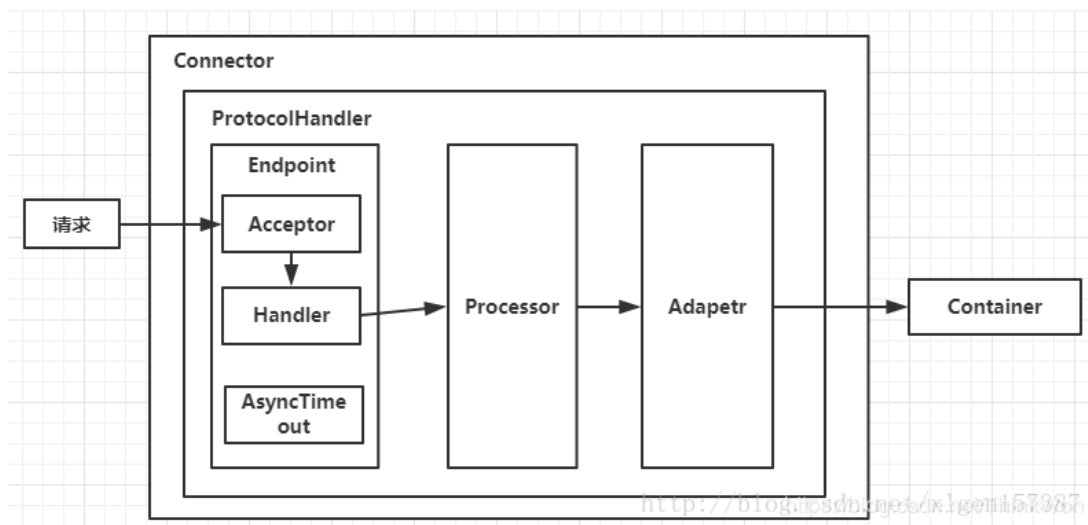 Connector
ProtocolHandler
Endpoint
请求
Acceptor
Handler
Processor
Adapetr
Container
AsyncTime
out